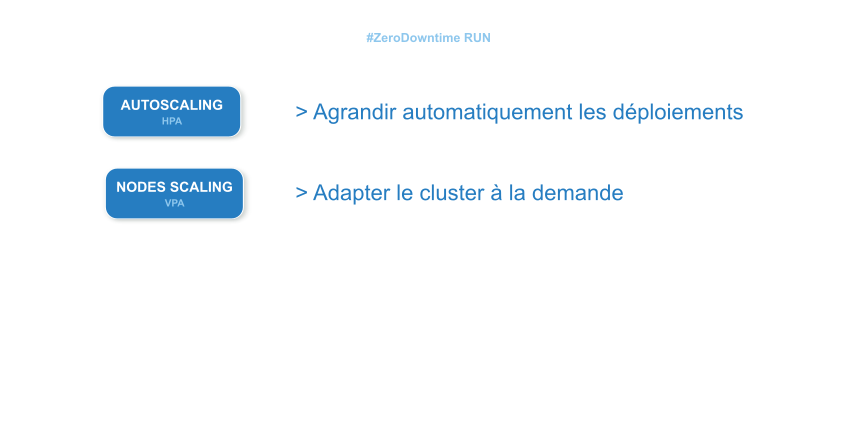 #ZeroDowntime RUN
AUTOSCALING
HPA
> Agrandir automatiquement les déploiements
NODES SCALING
VPA
> Adapter le cluster à la demande